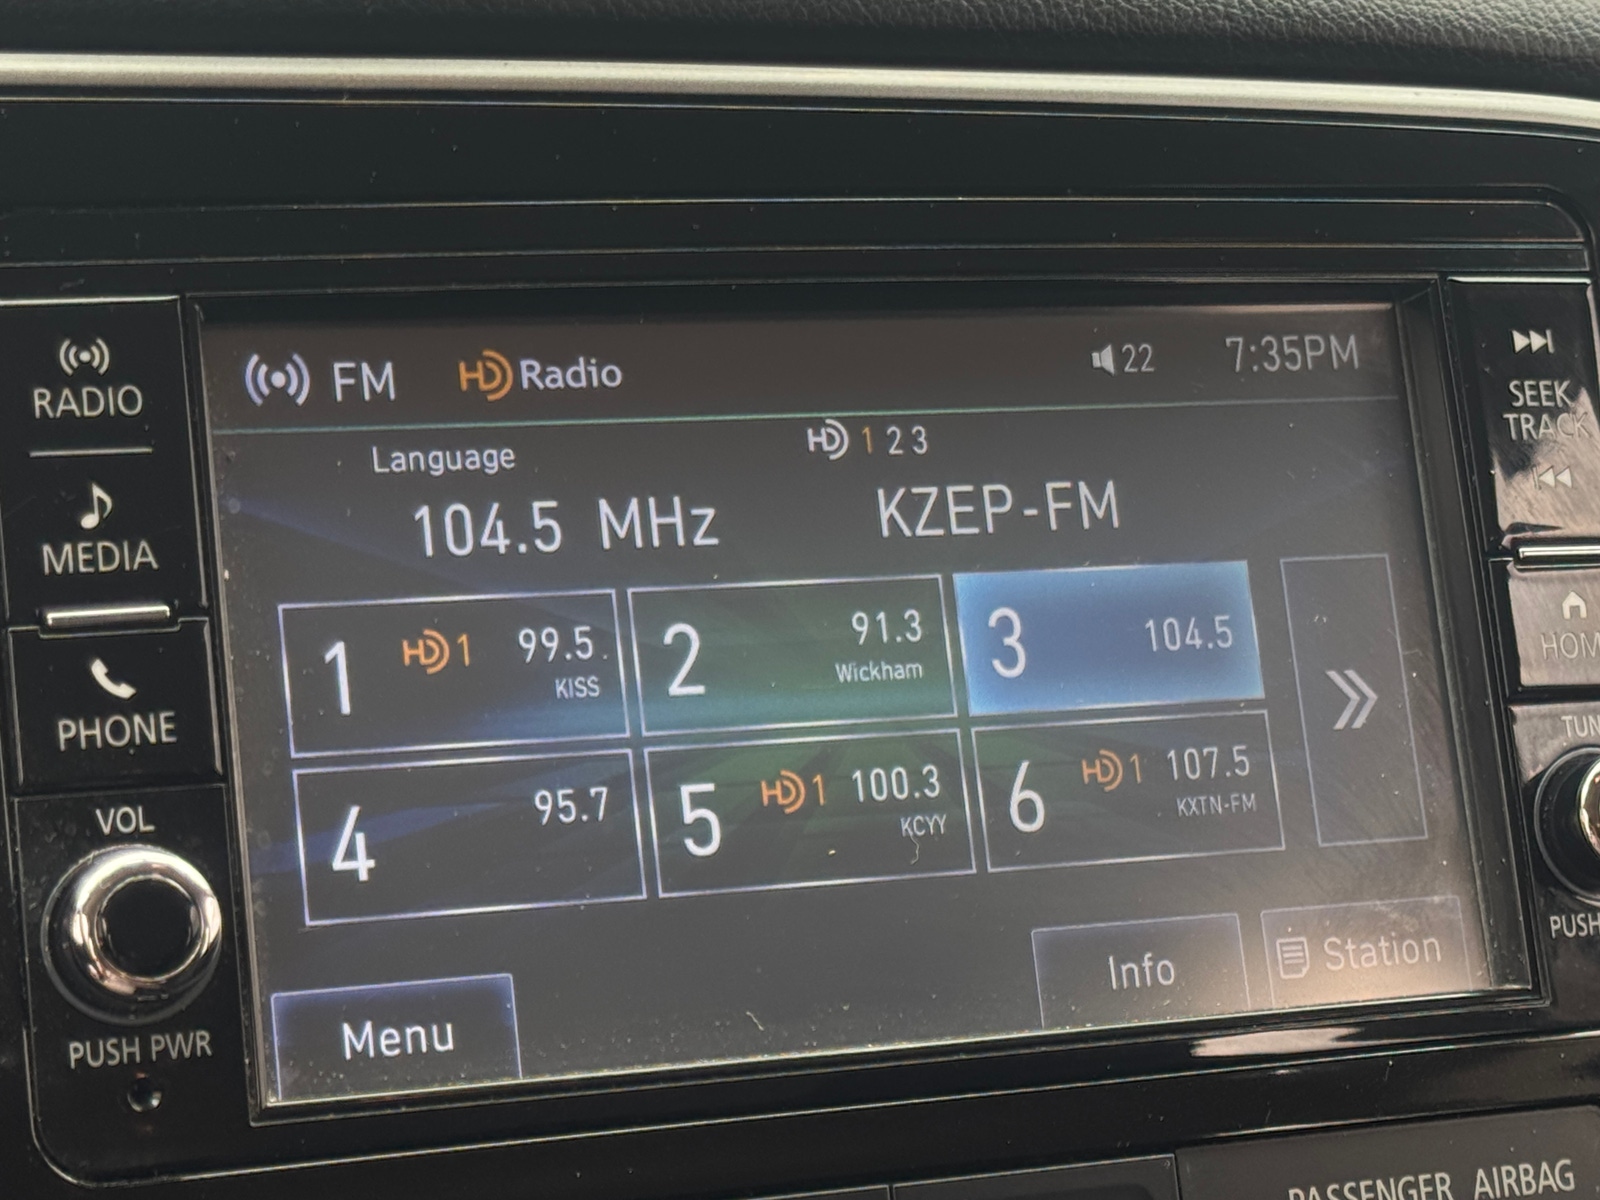 RADIO
MEDIA
PHONE
VOL
PUSH PWR
FM HD Radio 22 7:35PM
Language HD 1 2 3
104.5 MHz KZEP-FM
1 HD 1 99.5
KISS
2 91.3
Wickham
3 104.5
4 95.7
5 HD 1 100.3
KCYY
6 HD 1 107.5
KXTN-FM
Menu
Info
Station
SEEK
TRACK
HOM
TUN
PUSH
PASSENGER AIRBAG